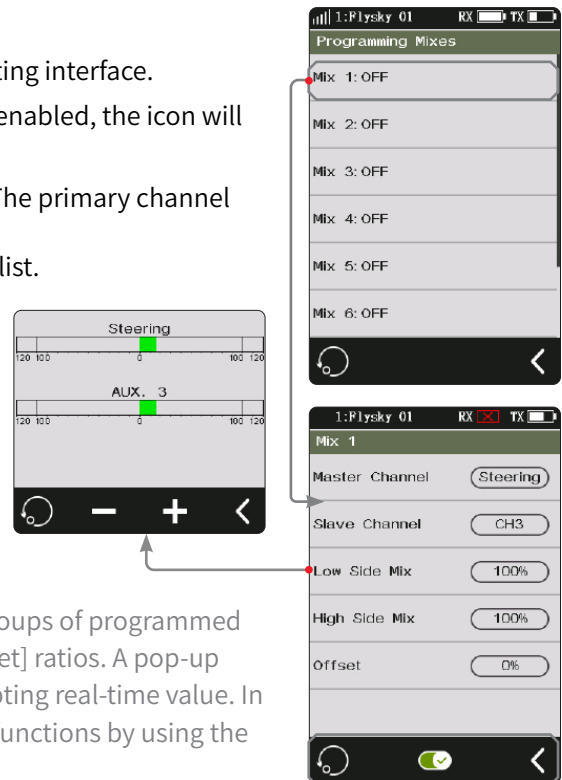 ting interface.
enabled, the icon will
The primary channel
list.
1:Flysky 01 RX TX
Programming Mixes
Mix 1: OFF
Mix 2: OFF
Mix 3: OFF
Mix 4: OFF
Mix 5: OFF
Mix 6: OFF
Steering
120 100 0 100 120
AUX. 3
120 100 0 100 120
1:Flysky 01 RX TX
Mix 1
Master Channel Steering
Slave Channel CH3
Low Side Mix 100%
High Side Mix 100%
Offset 0%
oups of programmed
et] ratios. A pop-up
pting real-time value. In
functions by using the